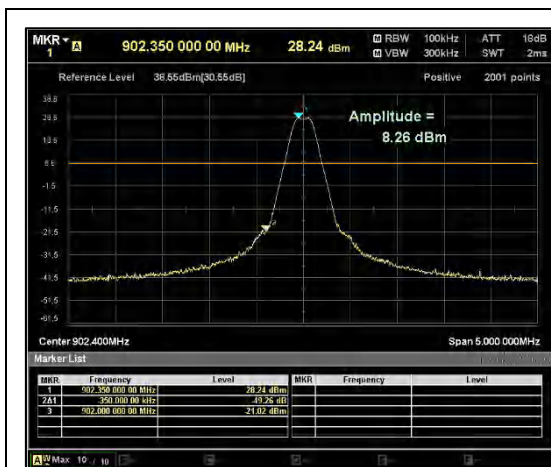 MKR A 902.350 000 00 MHz 28.24 dBm M RBW 100kHz ATT 18dB
1 M VBW 300kHz SWT 2ms
Reference Level 38.55dBm[30.55dB] Positive 2001 points
38.5
28.5
Amplitude =
8.26 dBm
8.5
-1.5
-11.5
-21.5
-31.5
-41.5
-51.5
-61.5
Center 902.400MHz Span 5.000 000MHz
Marker List
MKR Frequency Level MKR Frequency Level
1 902.350 000 00 MHz 28.24 dBm
2Δ1 -350.000 00 kHz -49.26 dB
3 902.000 000 00 MHz -21.02 dBm
A Max 10 / 10